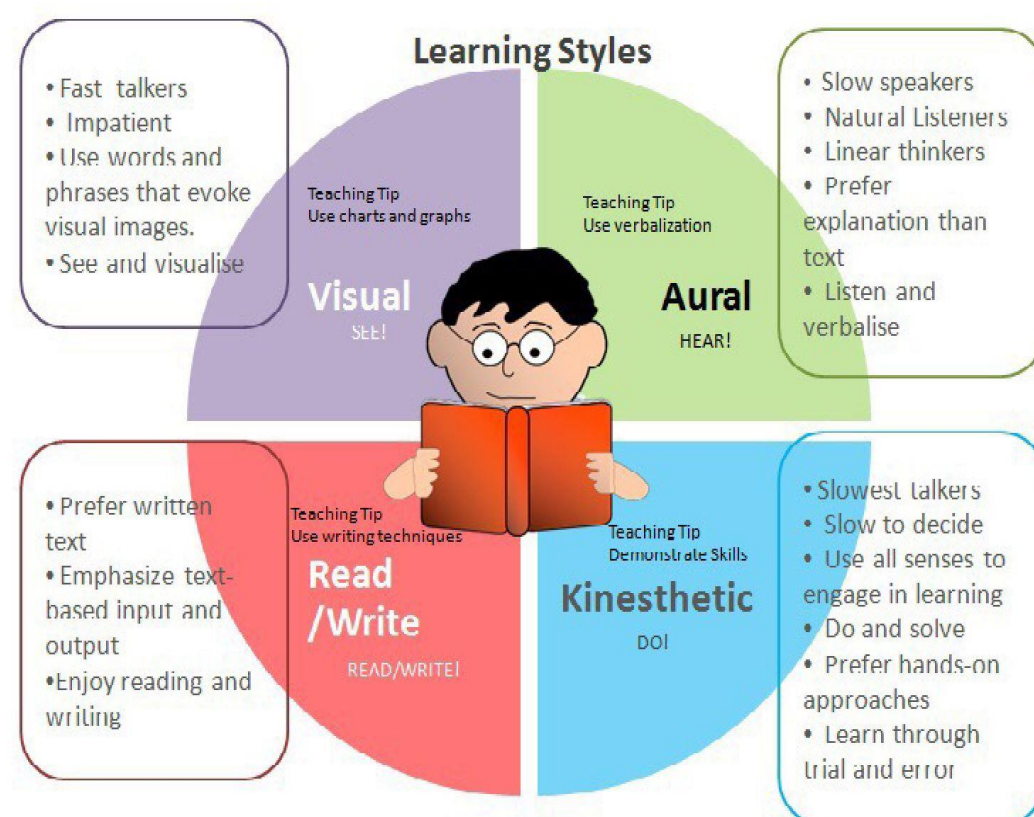 Learning Styles
• Fast talkers
• Impatient
• Use words and
phrases that evoke
visual images.
• See and visualise
Teaching Tip
Use charts and graphs
Visual
SEE!
Teaching Tip
Use verbalization
Aural
HEAR!
• Slow speakers
• Natural Listeners
• Linear thinkers
• Prefer
explanation than
text
• Listen and
verbalise
• Prefer written
text
• Emphasize text-
based input and
output
•Enjoy reading and
writing
Teaching Tip
Use writing techniques
Read
/Write
READ/WRITE!
Teaching Tip
Demonstrate Skills
Kinesthetic
DO!
• Slowest talkers
• Slow to decide
• Use all senses to
engage in learning
• Do and solve
• Prefer hands-on
approaches
• Learn through
trial and error